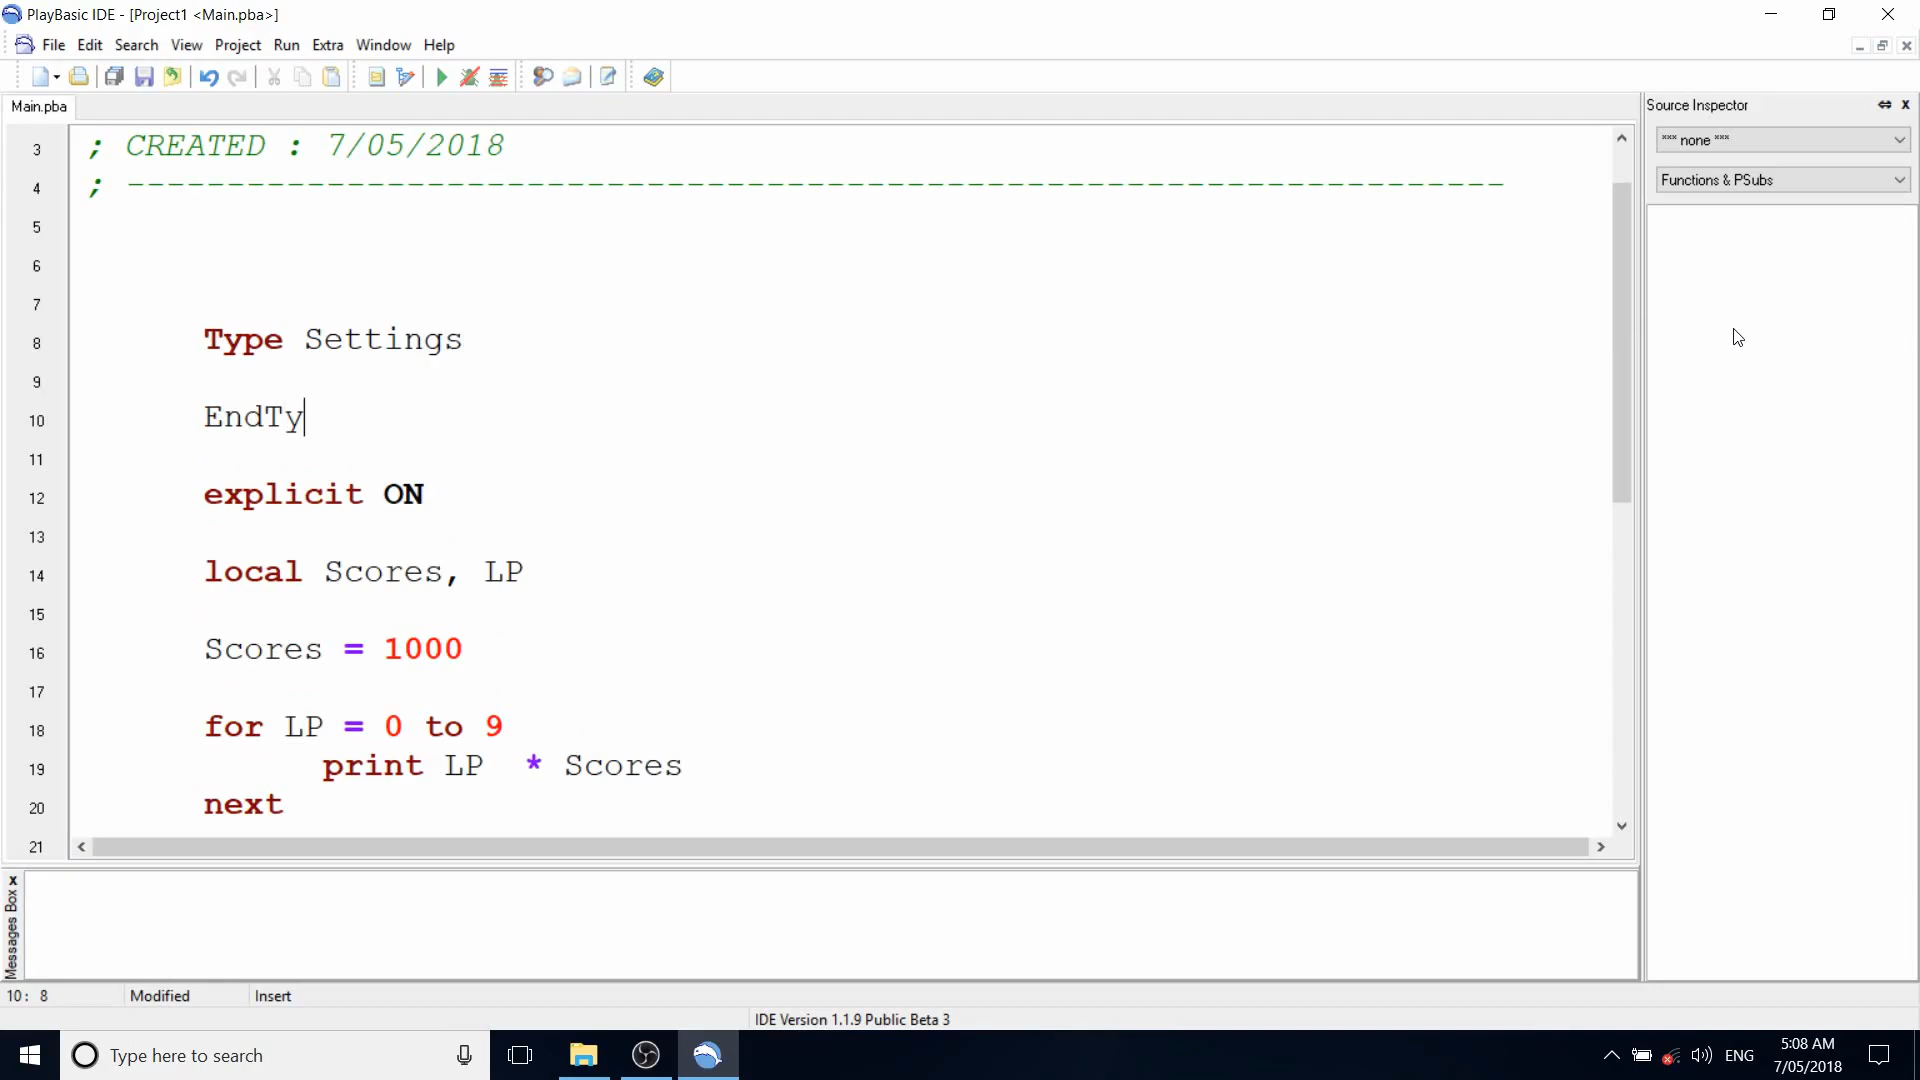 PlayBasic IDE - [Project1 <Main.pba>]
File Edit Search View Project Run Extra Window Help
Main.pba
Source Inspector
*** none ***
Functions & PSubs
3 ; CREATED : 7/05/2018
4 ; ---------------------------------------------------------------------
5
6
7
8 Type Settings
9
10 EndTy
11
12 explicit ON
13
14 local Scores, LP
15
16 Scores = 1000
17
18 for LP = 0 to 9
19 print LP  * Scores
20 next
21
Messages Box
10: 8 Modified Insert
IDE Version 1.1.9 Public Beta 3
Type here to search
ENG
5:08 AM
7/05/2018